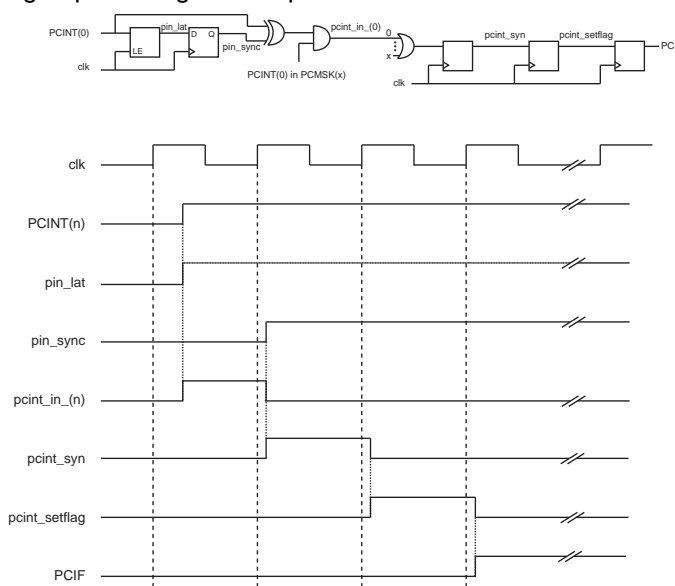 PCINT(0)
pin_lat
D Q
LE
pin_sync
clk
pcint_in_(0)
0
x
PCINT(0) in PCMSK(x)
clk
pcint_syn
pcint_setflag
clk
PCINT(n)
pin_lat
pin_sync
pcint_in_(n)
pcint_syn
pcint_setflag
PCIF